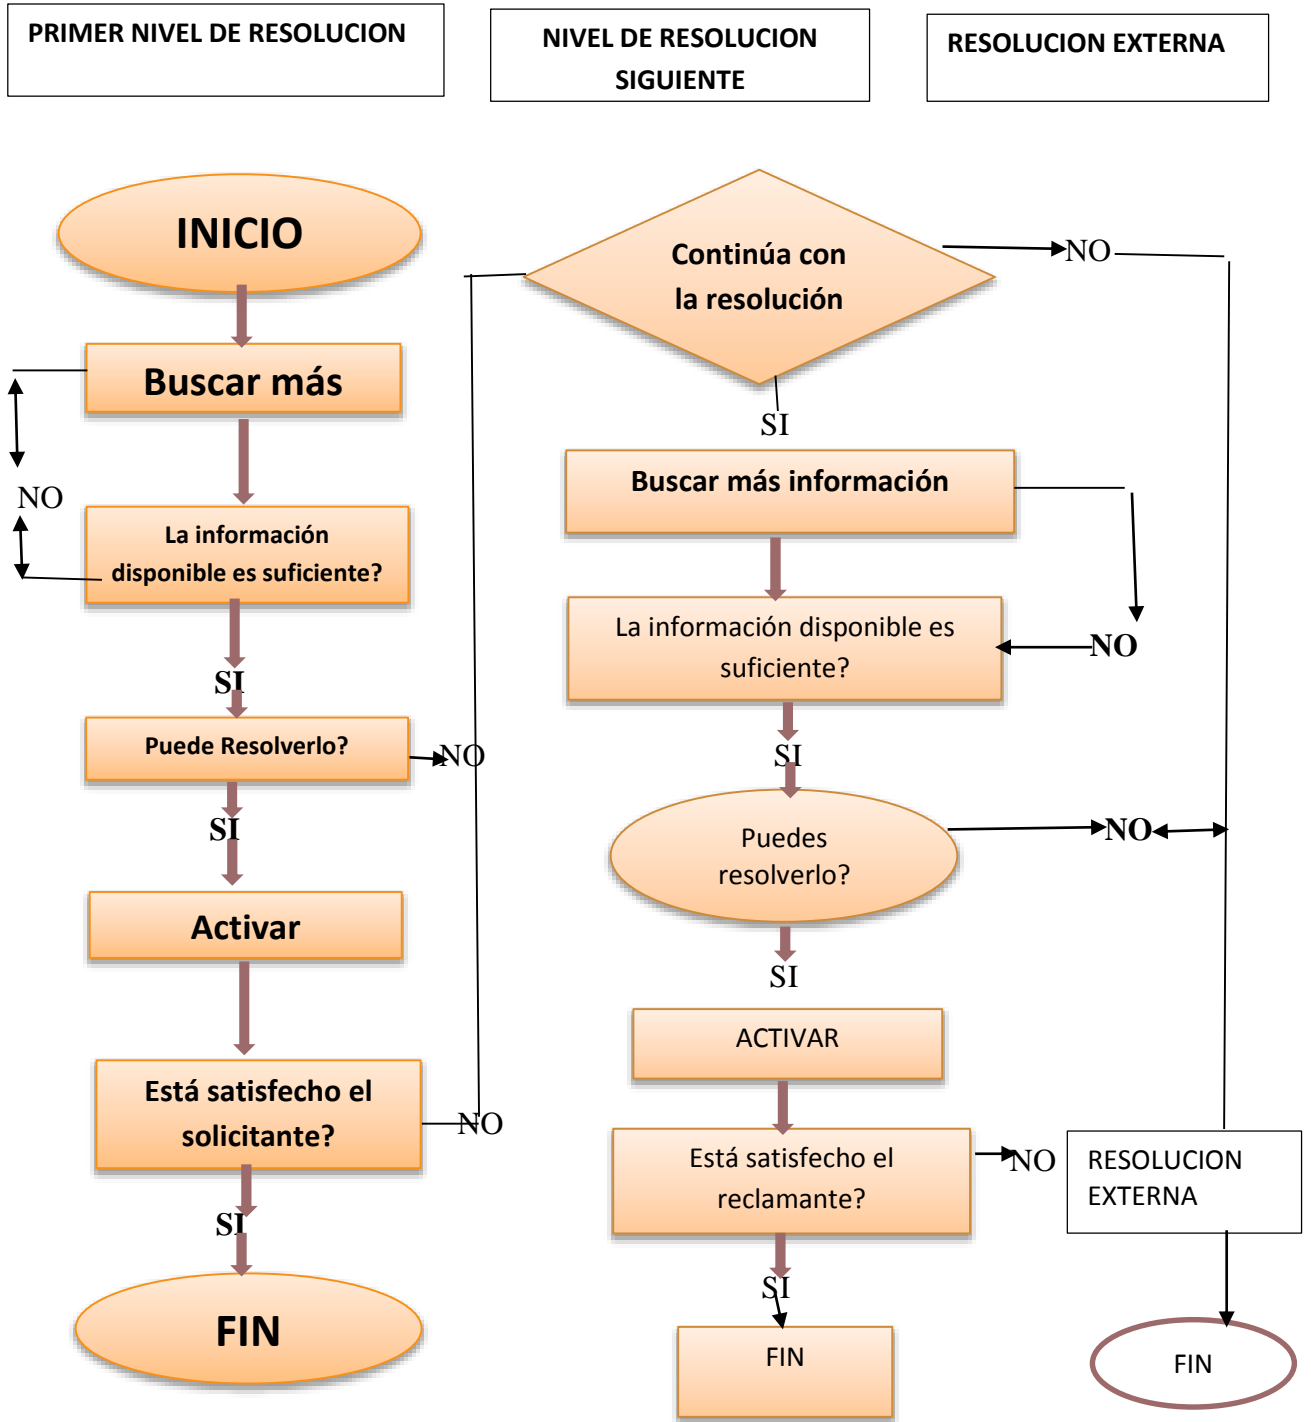 PRIMER NIVEL DE RESOLUCION
NIVEL DE RESOLUCION
SIGUIENTE
RESOLUCION EXTERNA
INICIO
Buscar más
NO
La información
disponible es suficiente?
SI
Puede Resolverlo?
NO
SI
Activar
Está satisfecho el
solicitante?
NO
SI
FIN
Continúa con
la resolución
NO
SI
Buscar más información
La información disponible es
suficiente?
NO
SI
Puedes
resolverlo?
NO
SI
ACTIVAR
Está satisfecho el
reclamante?
NO
SI
FIN
RESOLUCION
EXTERNA
FIN